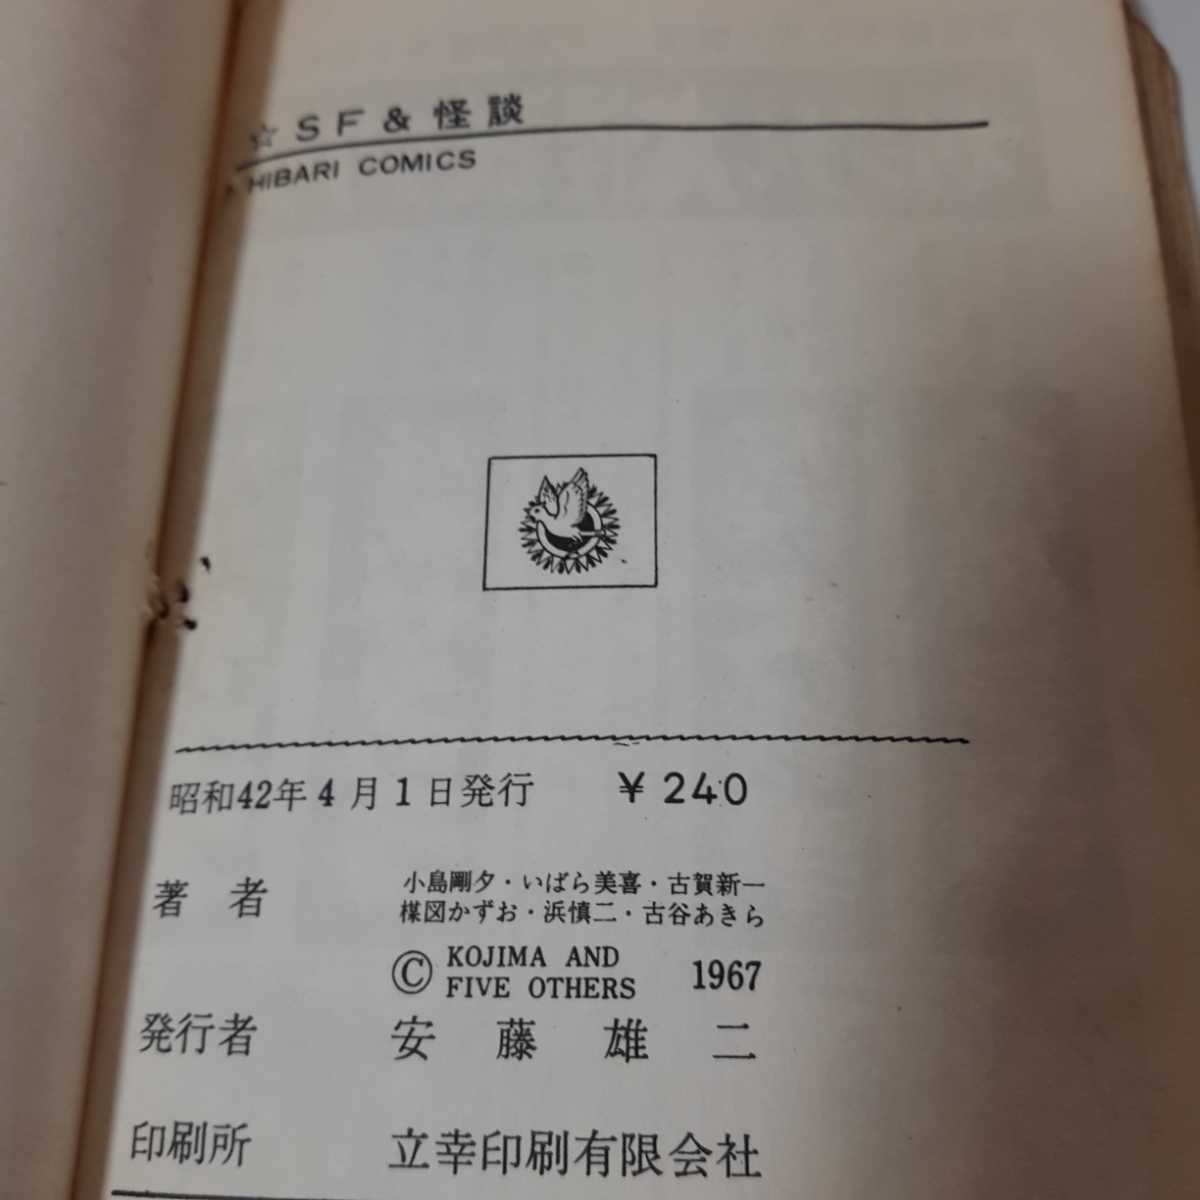 ☆SF&怪談
A HIBARI COMICS
昭和42年4月1日発行 ¥240
著者 小島剛夕・いばら美喜・古賀新一
楳図かずお・浜慎二・古谷あきら
© KOJIMA AND FIVE OTHERS 1967
発行者 安藤雄二
印刷所 立幸印刷有限会社